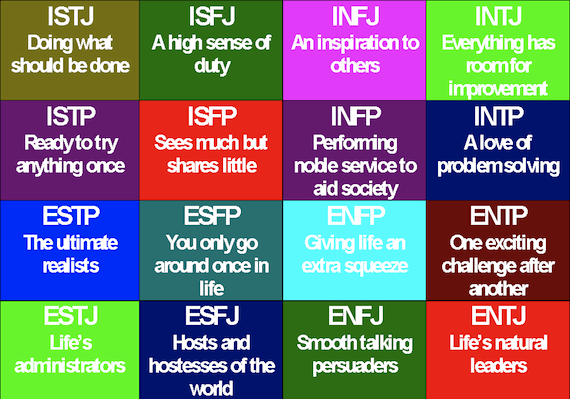 ISTJ
Doing what
should be done
ISFJ
A high sense of
duty
INFJ
An inspiration to
others
INTJ
Everything has
room for
improvement
ISTP
Ready to try
anything once
ISFP
Sees much but
shares little
INFP
Performing
noble service to
aid society
INTP
A love of
problem solving
ESTP
The ultimate
realists
ESFP
You only go
around once in
life
ENFP
Giving life an
extra squeeze
ENTP
One exciting
challenge after
another
ESTJ
Life's
administrators
ESFJ
Hosts and
hostesses of the
world
ENFJ
Smooth talking
persuaders
ENTJ
Life's natural
leaders